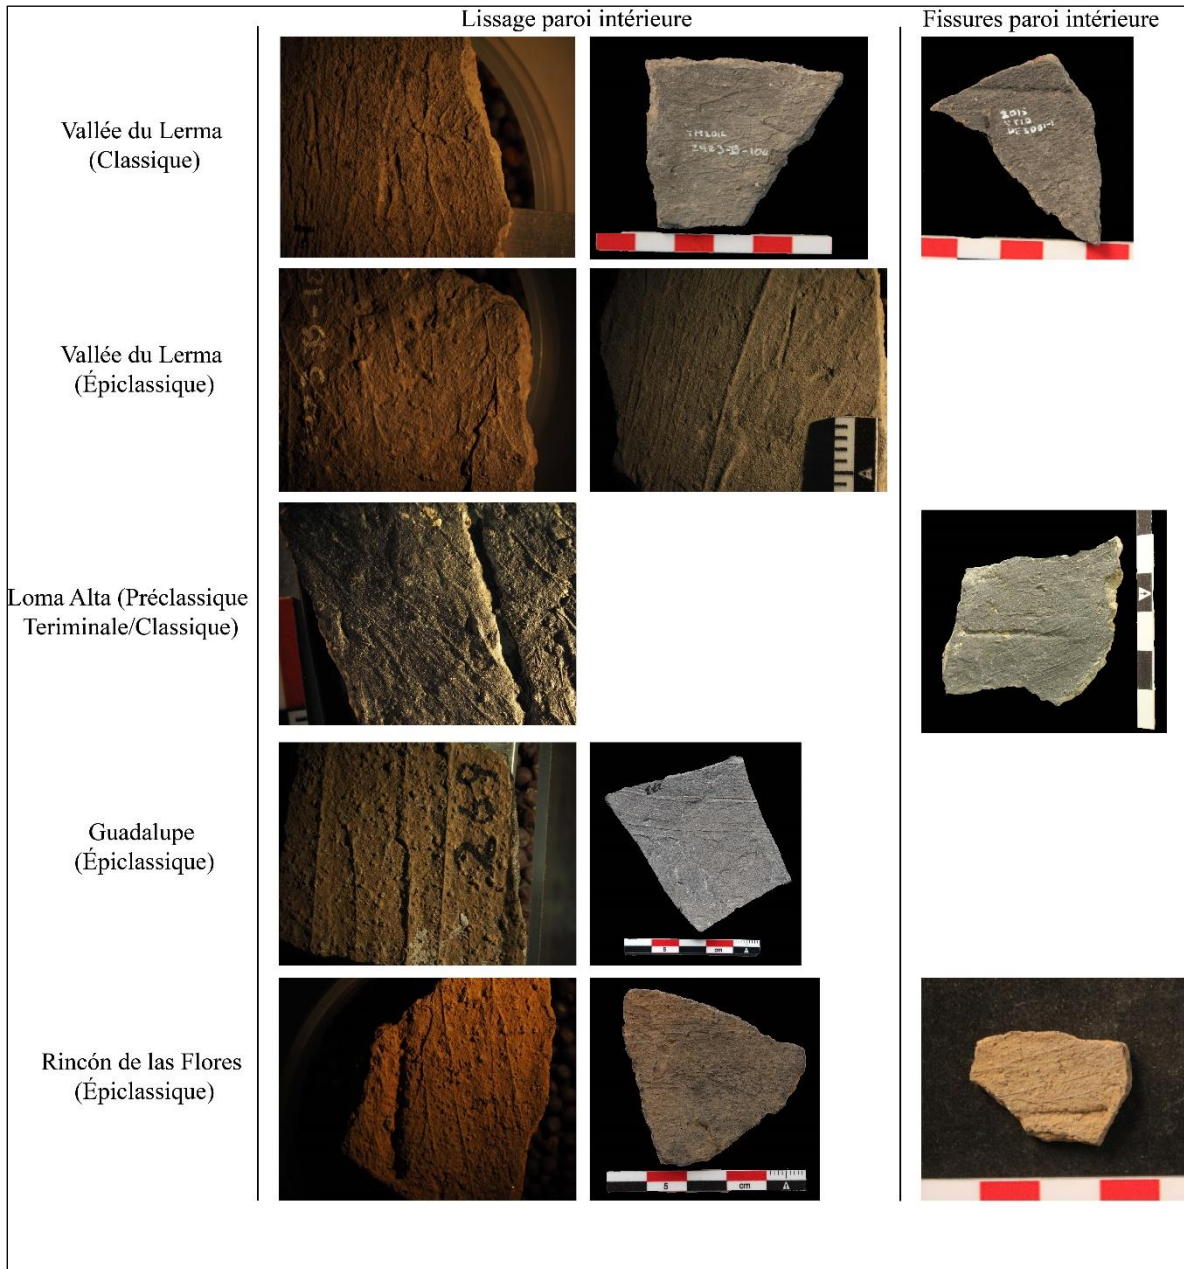 Lissage paroi intérieure
Fissures paroi intérieure
Vallée du Lerma
(Classique)
2013
Vallée du Lerma
(Épiclassique)
Loma Alta (Préclassique
Teriminale/Classique)
Guadalupe
(Épiclassique)
269
5 cm A
Rincón de las Flores
(Épiclassique)
5 cm A